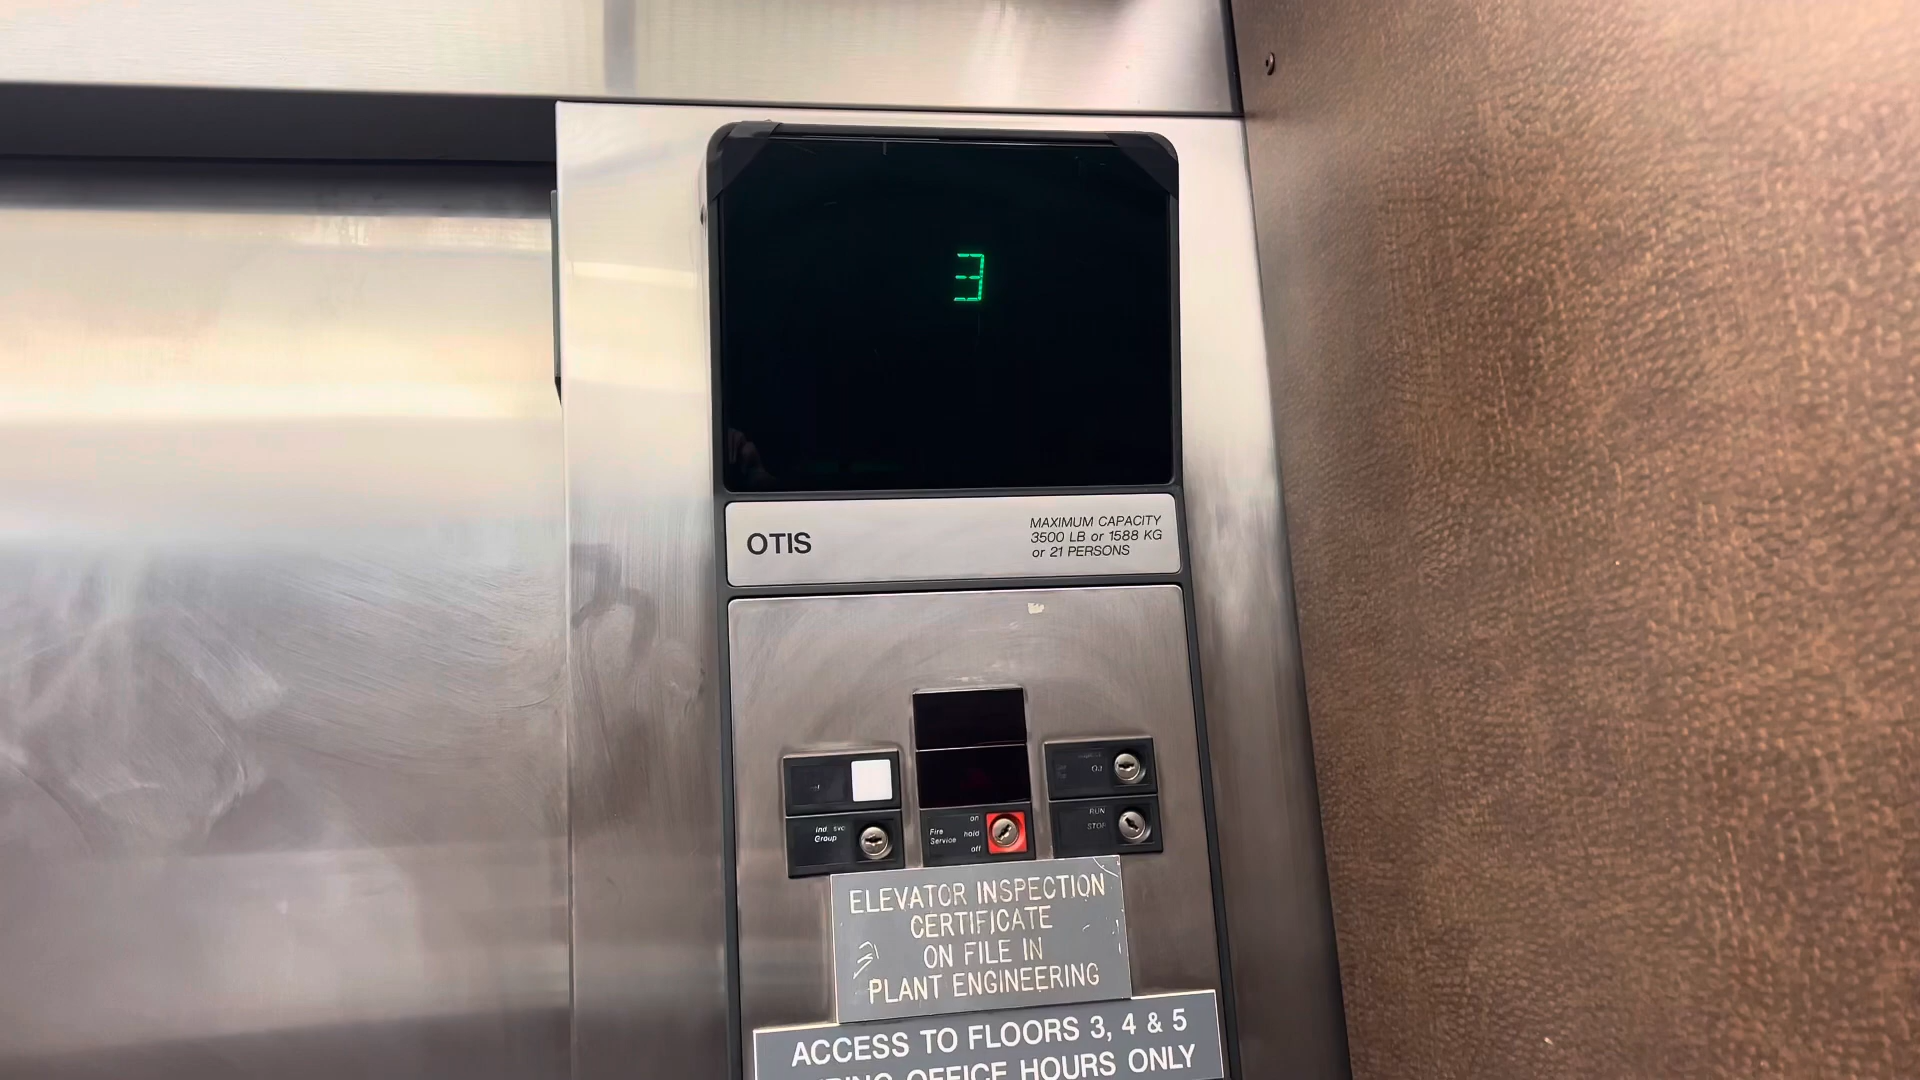 3
OTIS
MAXIMUM CAPACITY
3500 LB or 1588 KG
or 21 PERSONS
Ind svc
Group
Fire
Service
on
hold
off
RUN
STOP
ELEVATOR INSPECTION
CERTIFICATE
ON FILE IN
PLANT ENGINEERING
ACCESS TO FLOORS 3, 4 & 5
OFFICE HOURS ONLY